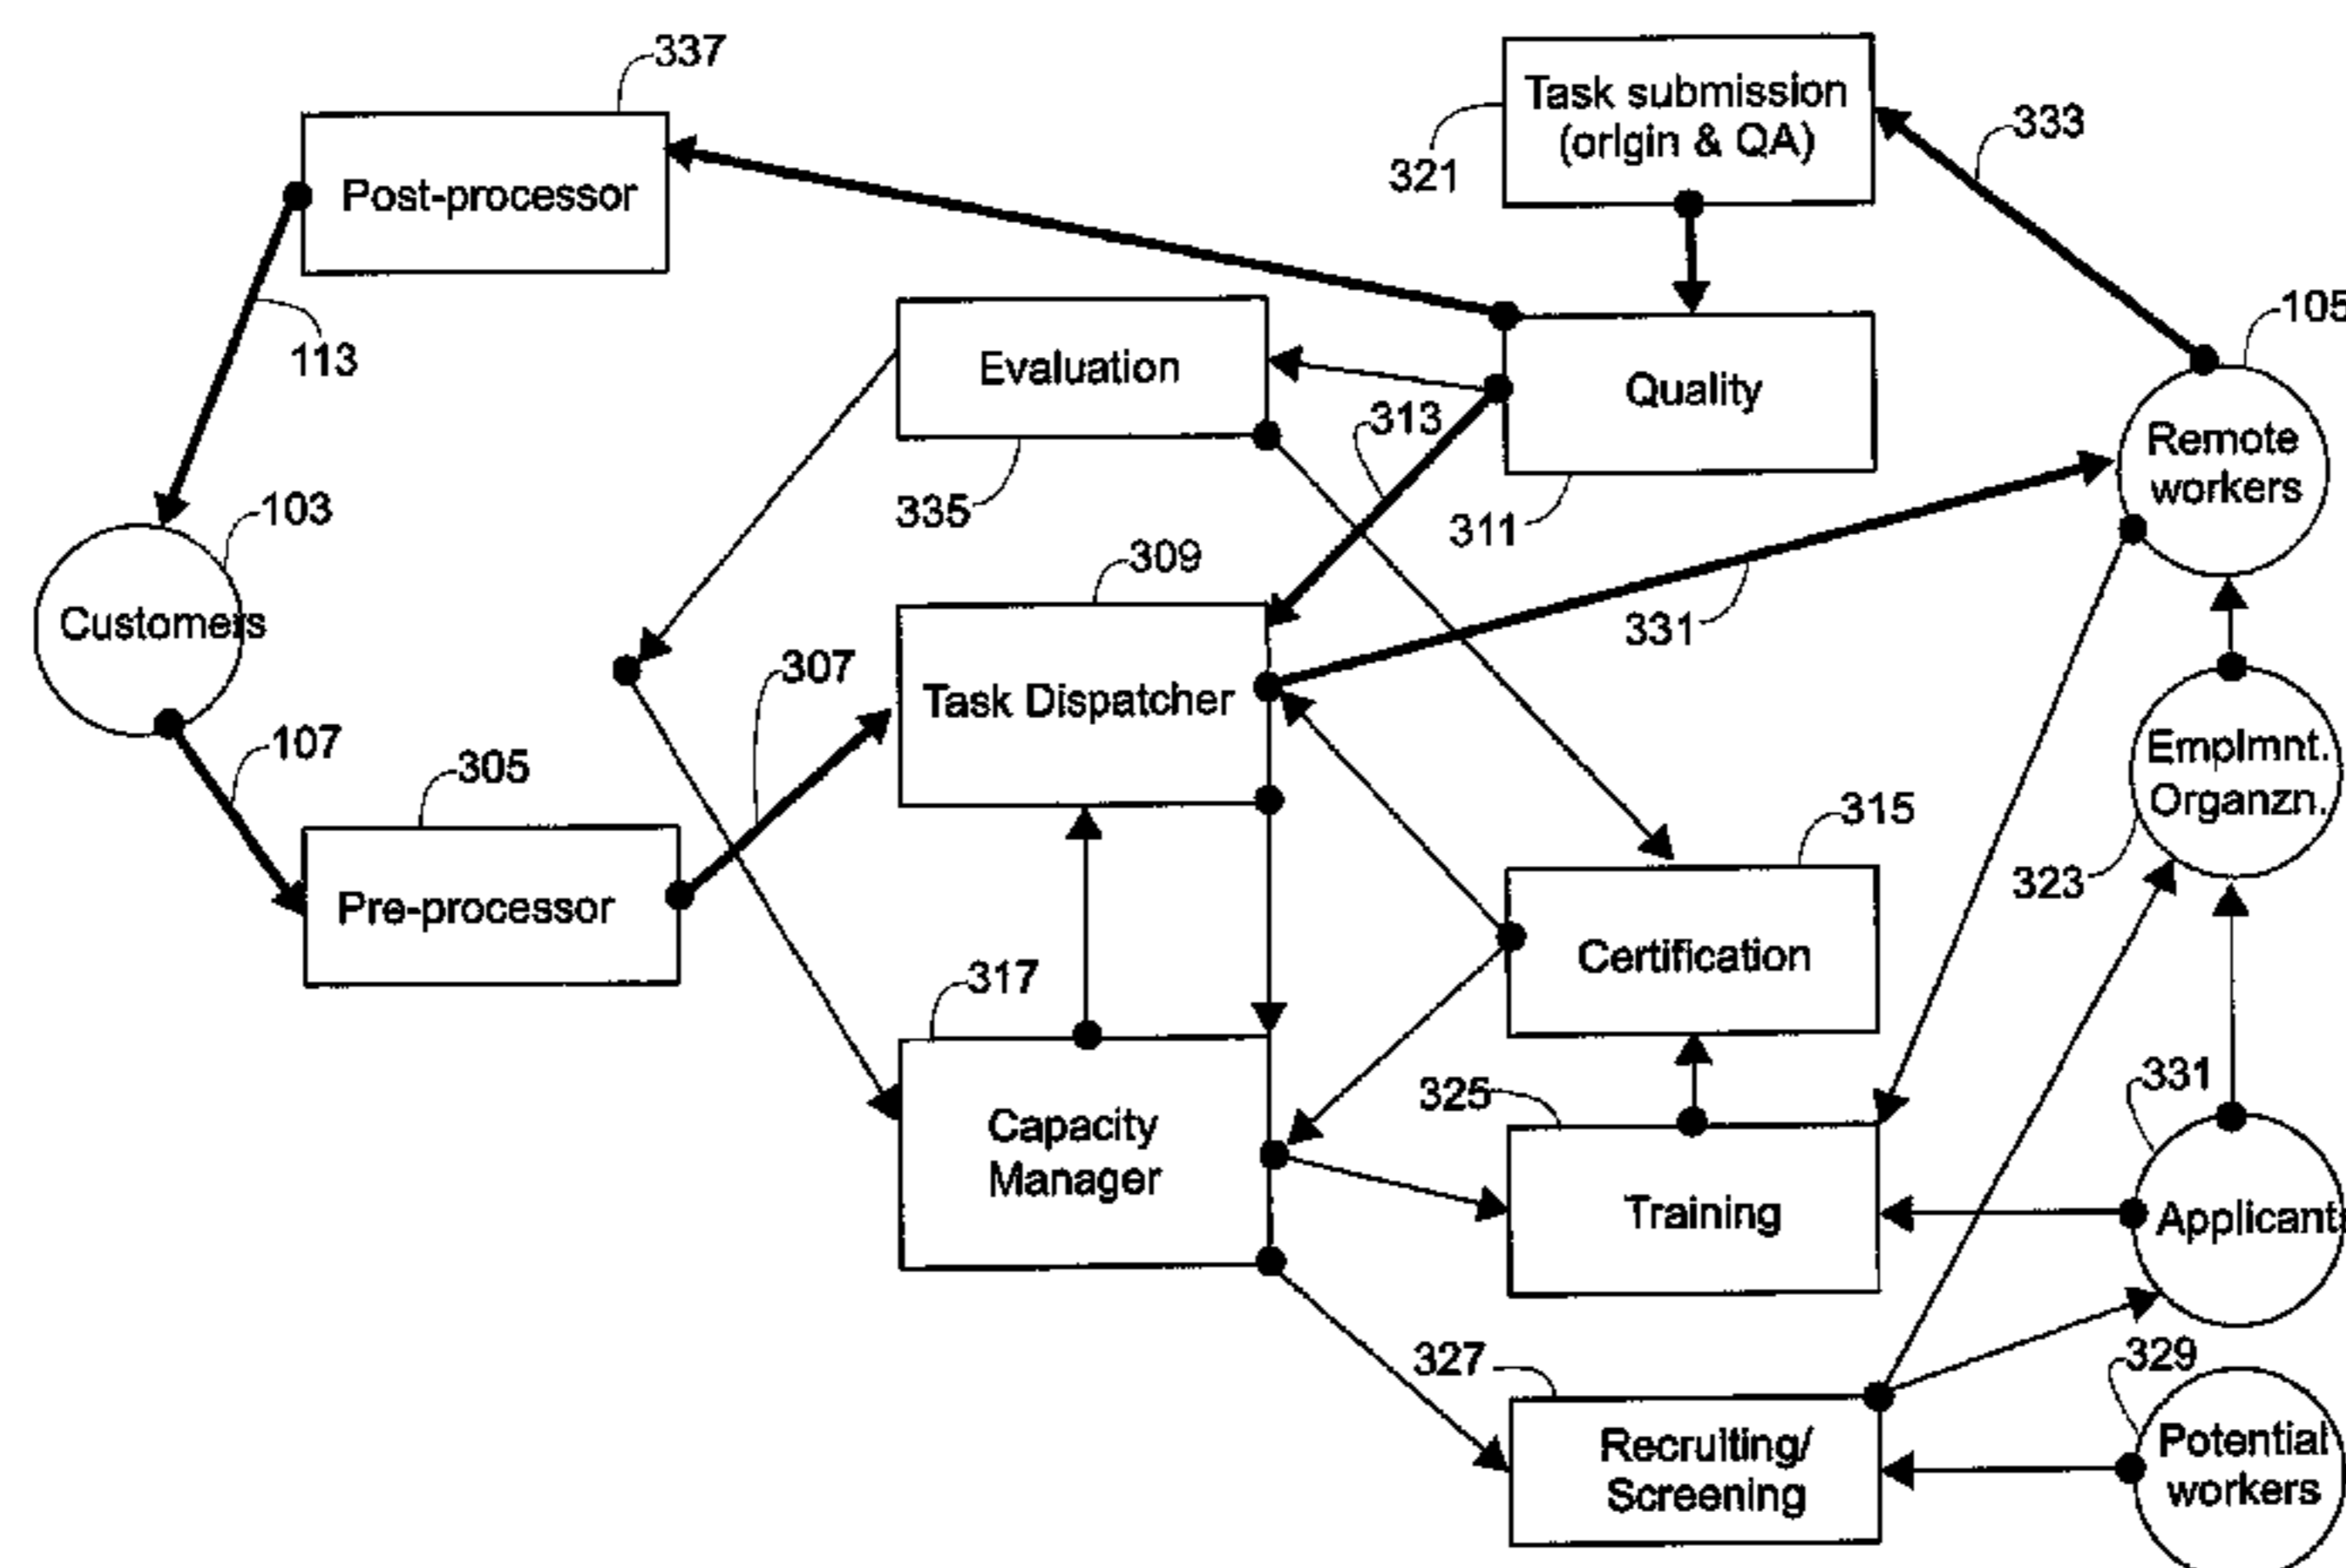 337
Task submission
(origin & QA)
333
321
Post-processor
113
105
Evaluation
Quality
313
Remote
workers
103
335
311
309
Customers
331
307
Task Dispatcher
107
305
Emplmnt.
Organzn.
315
323
Pre-processor
317
Certification
325
331
Capacity
Manager
Training
Applicant
327
329
Recruiting/
Screening
Potential
workers